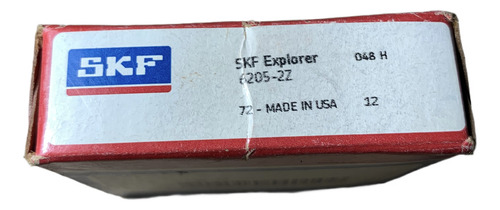 SKF
SKF Explorer 048 H
6205-2Z
72 - MADE IN USA 12